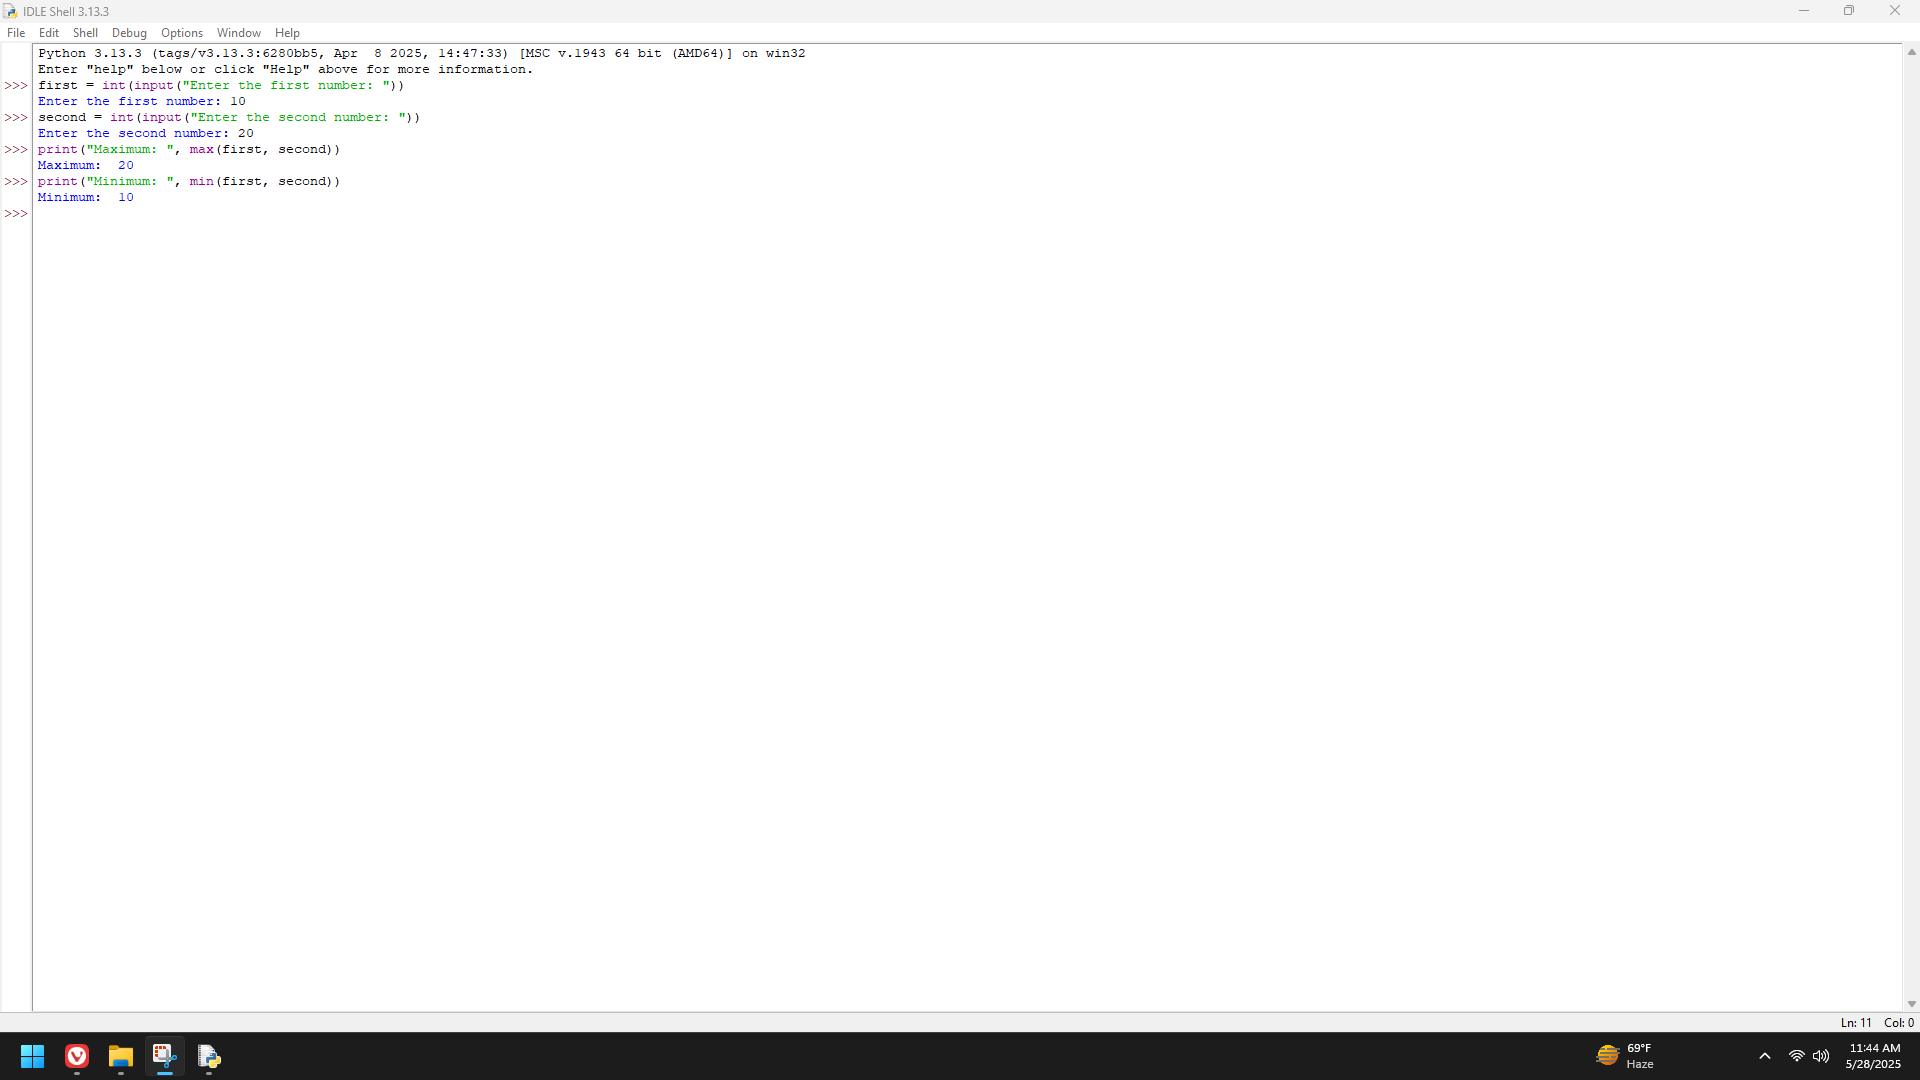 IDLE Shell 3.13.3
File Edit Shell Debug Options Window Help
Python 3.13.3 (tags/v3.13.3:6280bb5, Apr  8 2025, 14:47:33) [MSC v.1943 64 bit (AMD64)] on win32
Enter "help" below or click "Help" above for more information.
>>> first = int(input("Enter the first number: "))
Enter the first number: 10
>>> second = int(input("Enter the second number: "))
Enter the second number: 20
>>> print("Maximum: ", max(first, second))
Maximum:  20
>>> print("Minimum: ", min(first, second))
Minimum:  10
>>>
Ln: 11 Col: 0
69°F
Haze
11:44 AM
5/28/2025